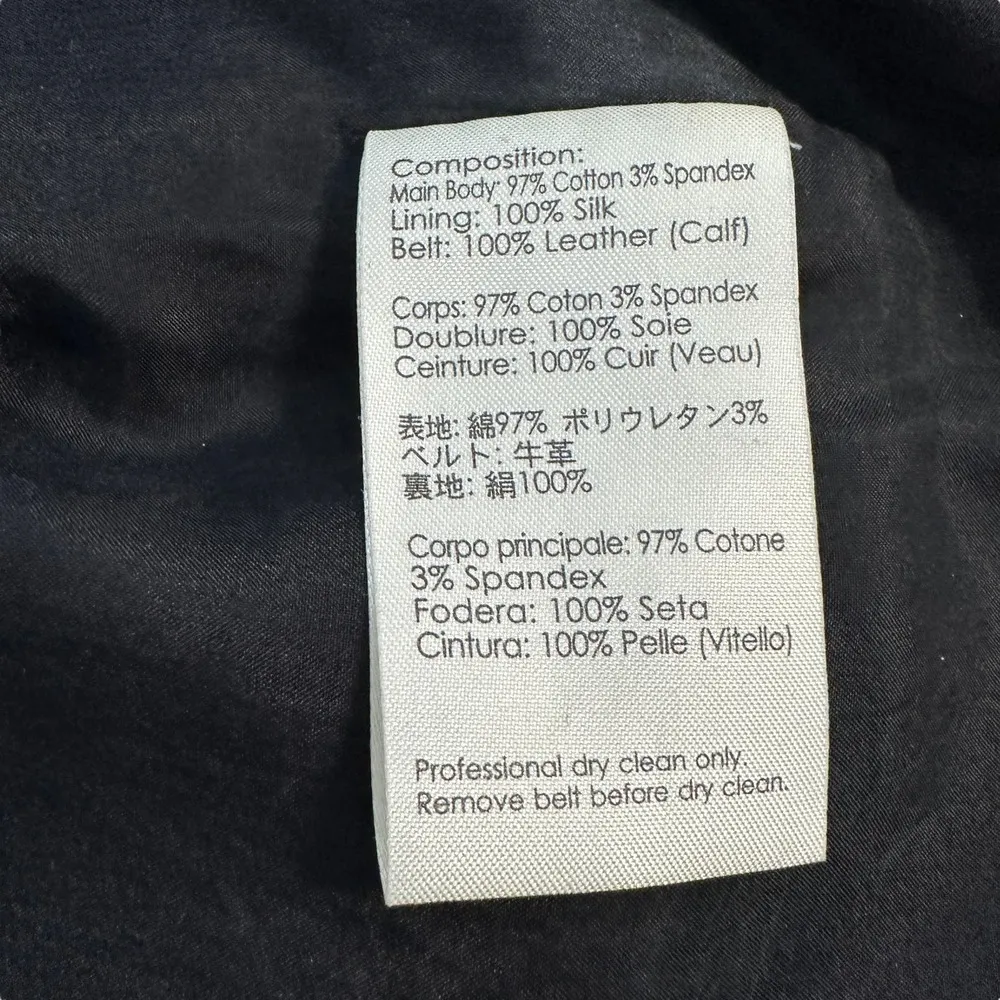 Composition:
Main Body: 97% Cotton 3% Spandex
Lining: 100% Silk
Belt: 100% Leather (Calf)
Corps: 97% Coton 3% Spandex
Doublure: 100% Soie
Ceinture: 100% Cuir (Veau)
表地: 綿97% ポリウレタン3%
ベルト: 牛革
裏地: 絹100%
Corpo principale: 97% Cotone
3% Spandex
Fodera: 100% Seta
Cintura: 100% Pelle (Vitello)
Professional dry clean only.
Remove belt before dry clean.